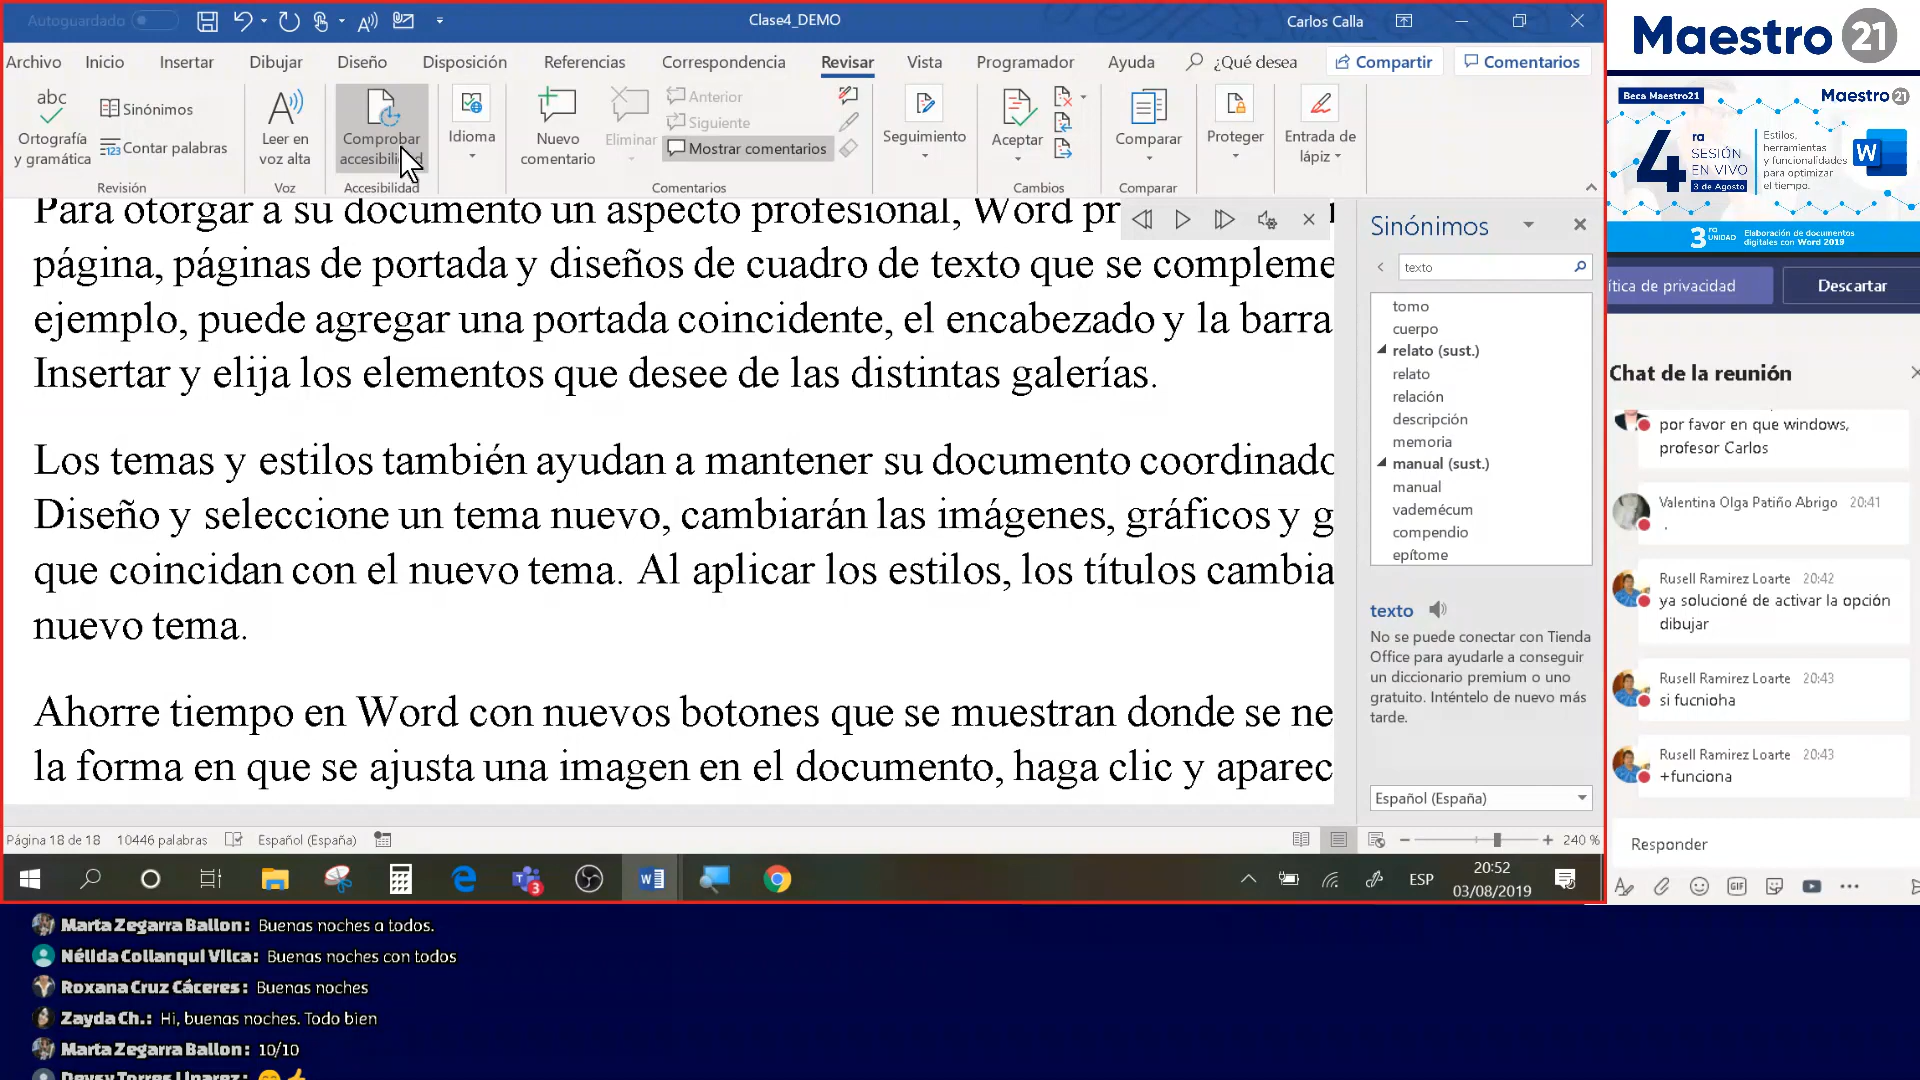 Autoguardado
Clase4_DEMO
Carlos Calla
Archivo
Inicio
Insertar
Dibujar
Diseño
Disposición
Referencias
Correspondencia
Revisar
Vista
Programador
Ayuda
¿Qué desea
Compartir
Comentarios
abc
Ortografía
y gramática
Sinónimos
123 Contar palabras
Revisión
A))
Leer en
voz alta
Voz
Comprobar
Accesibilidad
Idioma
Nuevo
comentario
Eliminar
Anterior
Siguiente
Mostrar comentarios
Comentarios
Seguimiento
Aceptar
Cambios
Comparar
Comparar
Proteger
Entrada de
lápiz
Para otorgar a su documento un aspecto profesional, Word pr
página, páginas de portada y diseños de cuadro de texto que se compleme
ejemplo, puede agregar una portada coincidente, el encabezado y la barra
Insertar y elija los elementos que desee de las distintas galerías.
Los temas y estilos también ayudan a mantener su documento coordinado
Diseño y seleccione un tema nuevo, cambiarán las imágenes, gráficos y g
que coincidan con el nuevo tema. Al aplicar los estilos, los títulos cambia
nuevo tema.
Ahorre tiempo en Word con nuevos botones que se muestran donde se ne
la forma en que se ajusta una imagen en el documento, haga clic y aparec
Sinónimos
texto
tomo
cuerpo
relato (sust.)
relato
relación
descripción
memoria
manual (sust.)
manual
vademécum
compendio
epítome
texto
No se puede conectar con Tienda
Office para ayudarle a conseguir
un diccionario premium o uno
gratuito. Inténtelo de nuevo más
tarde.
Español (España)
Página 18 de 18
10446 palabras
Español (España)
240 %
ESP
20:52
03/08/2019
Maestro 21
Beca Maestro21
Maestro 21
4 ra
SESIÓN
EN VIVO
3 de Agosto
Estilos,
herramientas
y funcionalidades
para optimizar
el tiempo.
W
3 ra UNIDAD
Elaboración de documentos
digitales con Word 2019
ítica de privacidad
Descartar
Chat de la reunión
por favor en que windows,
profesor Carlos
Valentina Olga Patiño Abrigo 20:41
.
Rusell Ramirez Loarte 20:42
ya solucioné de activar la opción
dibujar
Rusell Ramirez Loarte 20:43
si fucnioha
Rusell Ramirez Loarte 20:43
+funciona
Responder
GIF
Marta Zegarra Ballon: Buenas noches a todos.
Nélida Collanqui Vilca: Buenas noches con todos
Roxana Cruz Cáceres: Buenas noches
Zayda Ch.: Hi, buenas noches. Todo bien
Marta Zegarra Ballon: 10/10
Deysy Torres Linarez: